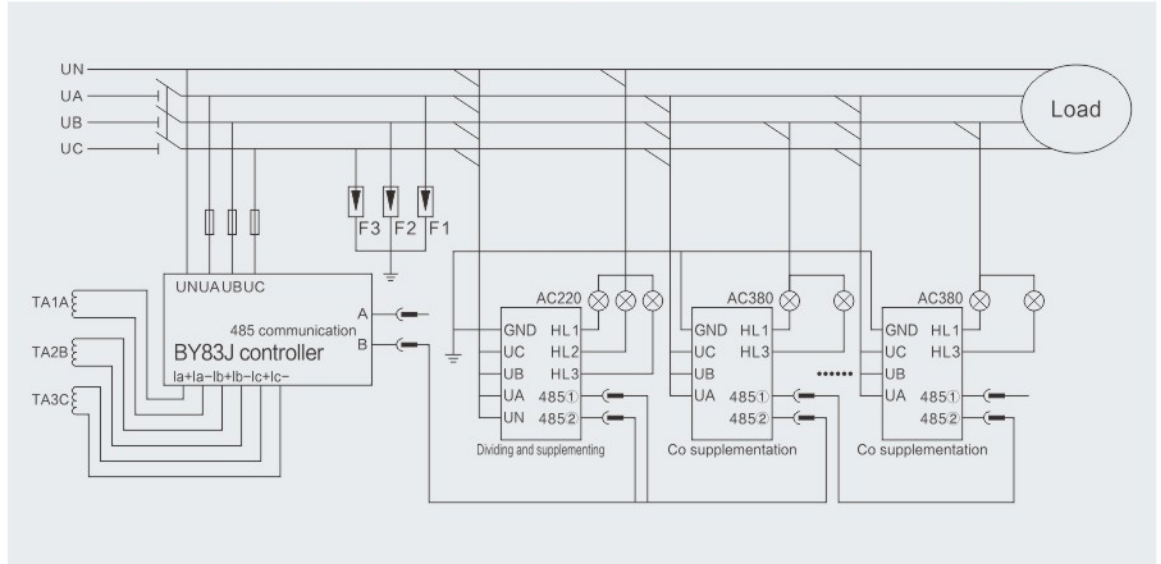 UN
UA
UB
UC
Load
F3 F2 F1
UNUAUBUC
A
485 communication
B
BY83J controller
Ia+Ia-Ib+Ib-Ic+Ic-
TA1A
TA2B
TA3C
AC220
GND HL1
UC HL2
UB HL3
UA 485①
UN 485②
Dividing and supplementing
AC380
GND HL1
UC HL3
UB
UA 485①
485②
Co supplementation
......
AC380
GND HL1
UC HL3
UB
UA 485①
485②
Co supplementation